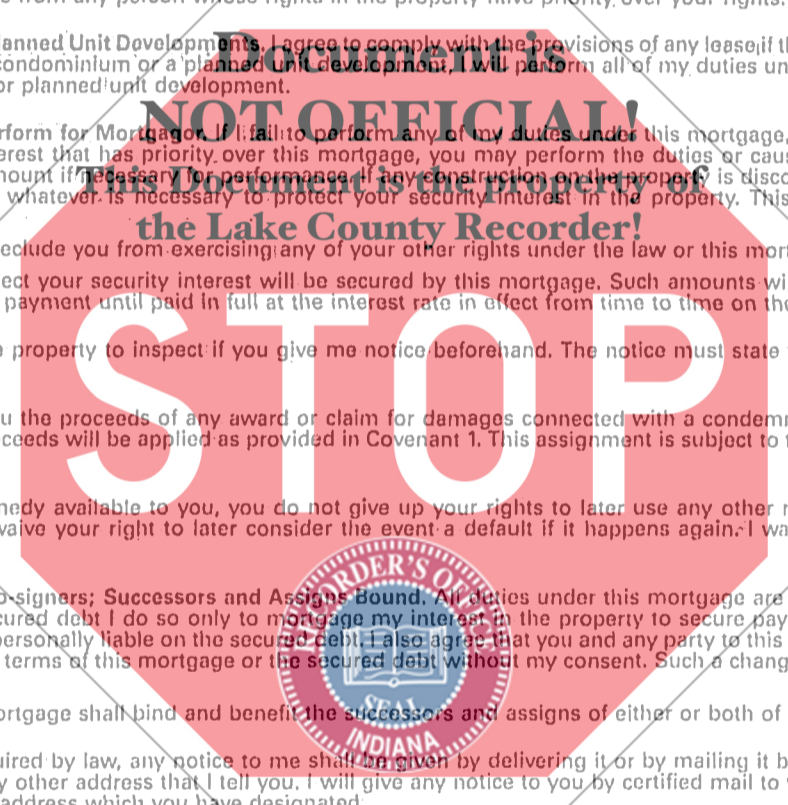 from any person whose rights in the property have priority over your rights.
anned Unit Developments. I agree to comply with the provisions of any lease if th
Document is
condominium or a planned unit development, I will perform all of my duties un
or planned unit development.
NOT OFFICIAL!
rform for Mortgagor. If I fail to perform any of my duties under this mortgage,
erest that has priority over this mortgage, you may perform the duties or caus
This Document is the property of
mount if necessary for performance. If any construction on the property is disco
whatever is necessary to protect your security interest in the property. This
the Lake County Recorder!
eclude you from exercising any of your other rights under the law or this mort
ect your security interest will be secured by this mortgage. Such amounts wi
payment until paid in full at the interest rate in effect from time to time on the
STOP
property to inspect if you give me notice beforehand. The notice must state
u the proceeds of any award or claim for damages connected with a condemn
ceeds will be applied as provided in Covenant 1. This assignment is subject to t
nedy available to you, you do not give up your rights to later use any other r
waive your right to later consider the event a default if it happens again. I wa
RECORDER'S OFFICE
o-signers; Successors and Assigns Bound. All duties under this mortgage are
cured debt I do so only to mortgage my interest in the property to secure pay
personally liable on the secured debt. I also agree that you and any party to this
terms of this mortgage or the secured debt without my consent. Such a chang
SEAL
ortgage shall bind and benefit the successors and assigns of either or both of
INDIANA
uired by law, any notice to me shall be given by delivering it or by mailing it b
y other address that I tell you. I will give any notice to you by certified mail to
address which you have designated.